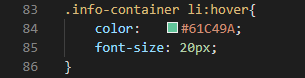 83 .info-container li:hover{
84 color: #61C49A;
85 font-size: 20px;
86 }